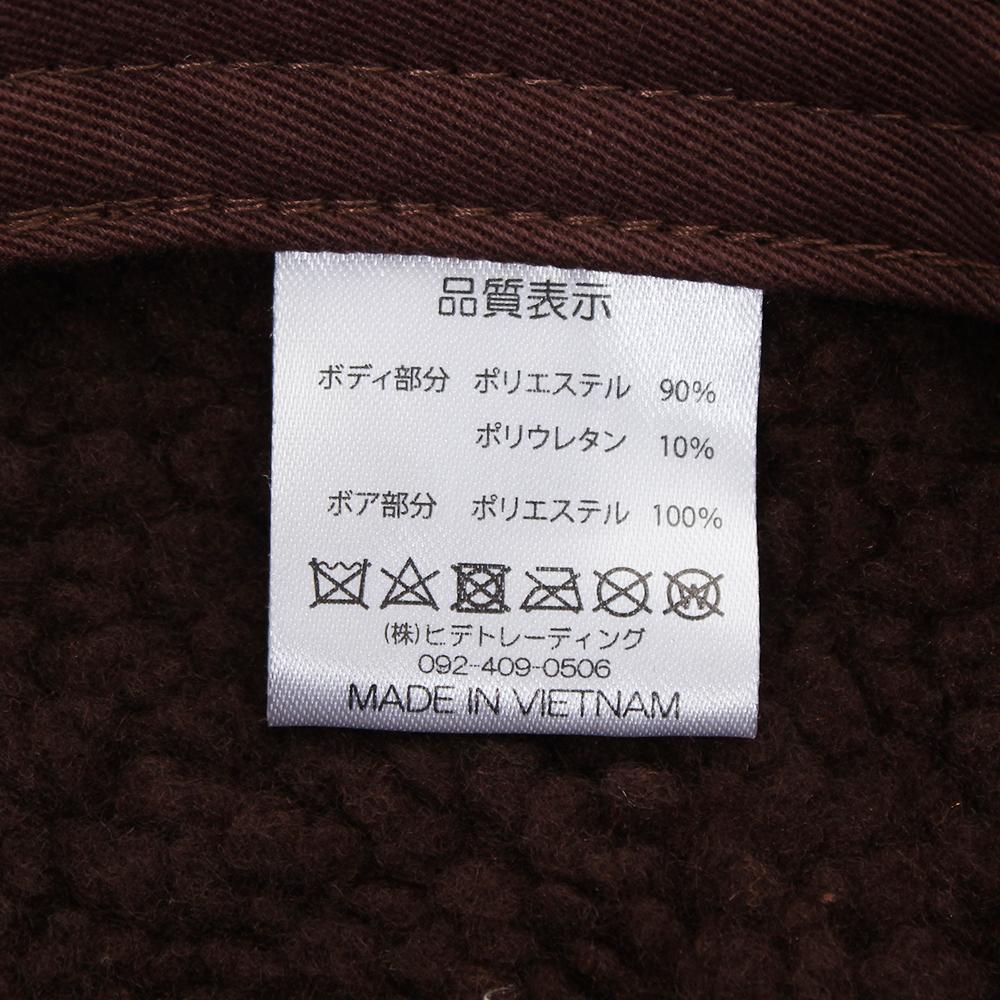 品質表示
ボディ部分 ポリエステル 90%
ポリウレタン 10%
ボア部分 ポリエステル 100%
(株)ヒデトレーディング
092-409-0506
MADE IN VIETNAM